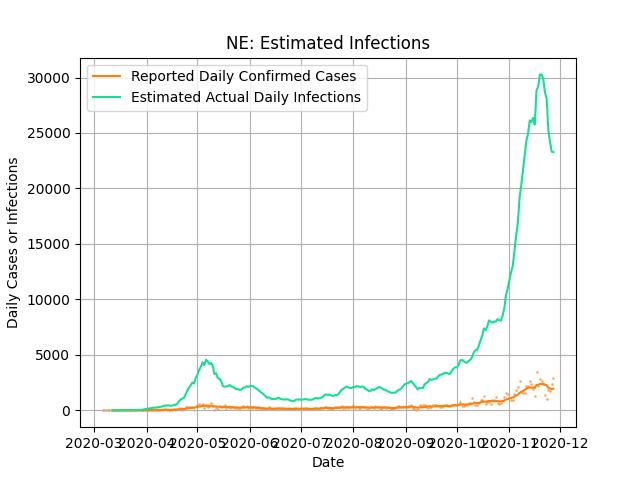 NE: Estimated Infections
Reported Daily Confirmed Cases
Estimated Actual Daily Infections
Daily Cases or Infections
30000
25000
20000
15000
10000
5000
0
2020-03 2020-04 2020-05 2020-06 2020-07 2020-08 2020-09 2020-10 2020-11 2020-12
Date